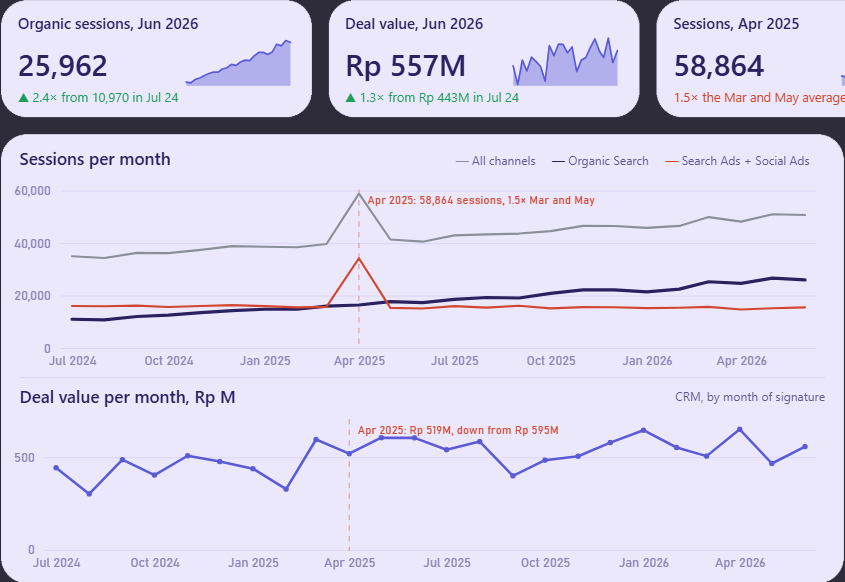 Organic sessions, Jun 2026
25,962
▲ 2.4× from 10,970 in Jul 24
Deal value, Jun 2026
Rp 557M
▲ 1.3× from Rp 443M in Jul 24
Sessions, Apr 2025
58,864
1.5× the Mar and May average
Sessions per month
All channels
Organic Search
Search Ads + Social Ads
60,000
Apr 2025: 58,864 sessions, 1.5× Mar and May
40,000
20,000
0
Jul 2024 Oct 2024 Jan 2025 Apr 2025 Jul 2025 Oct 2025 Jan 2026 Apr 2026
Deal value per month, Rp M
CRM, by month of signature
Apr 2025: Rp 519M, down from Rp 595M
500
0
Jul 2024 Oct 2024 Jan 2025 Apr 2025 Jul 2025 Oct 2025 Jan 2026 Apr 2026